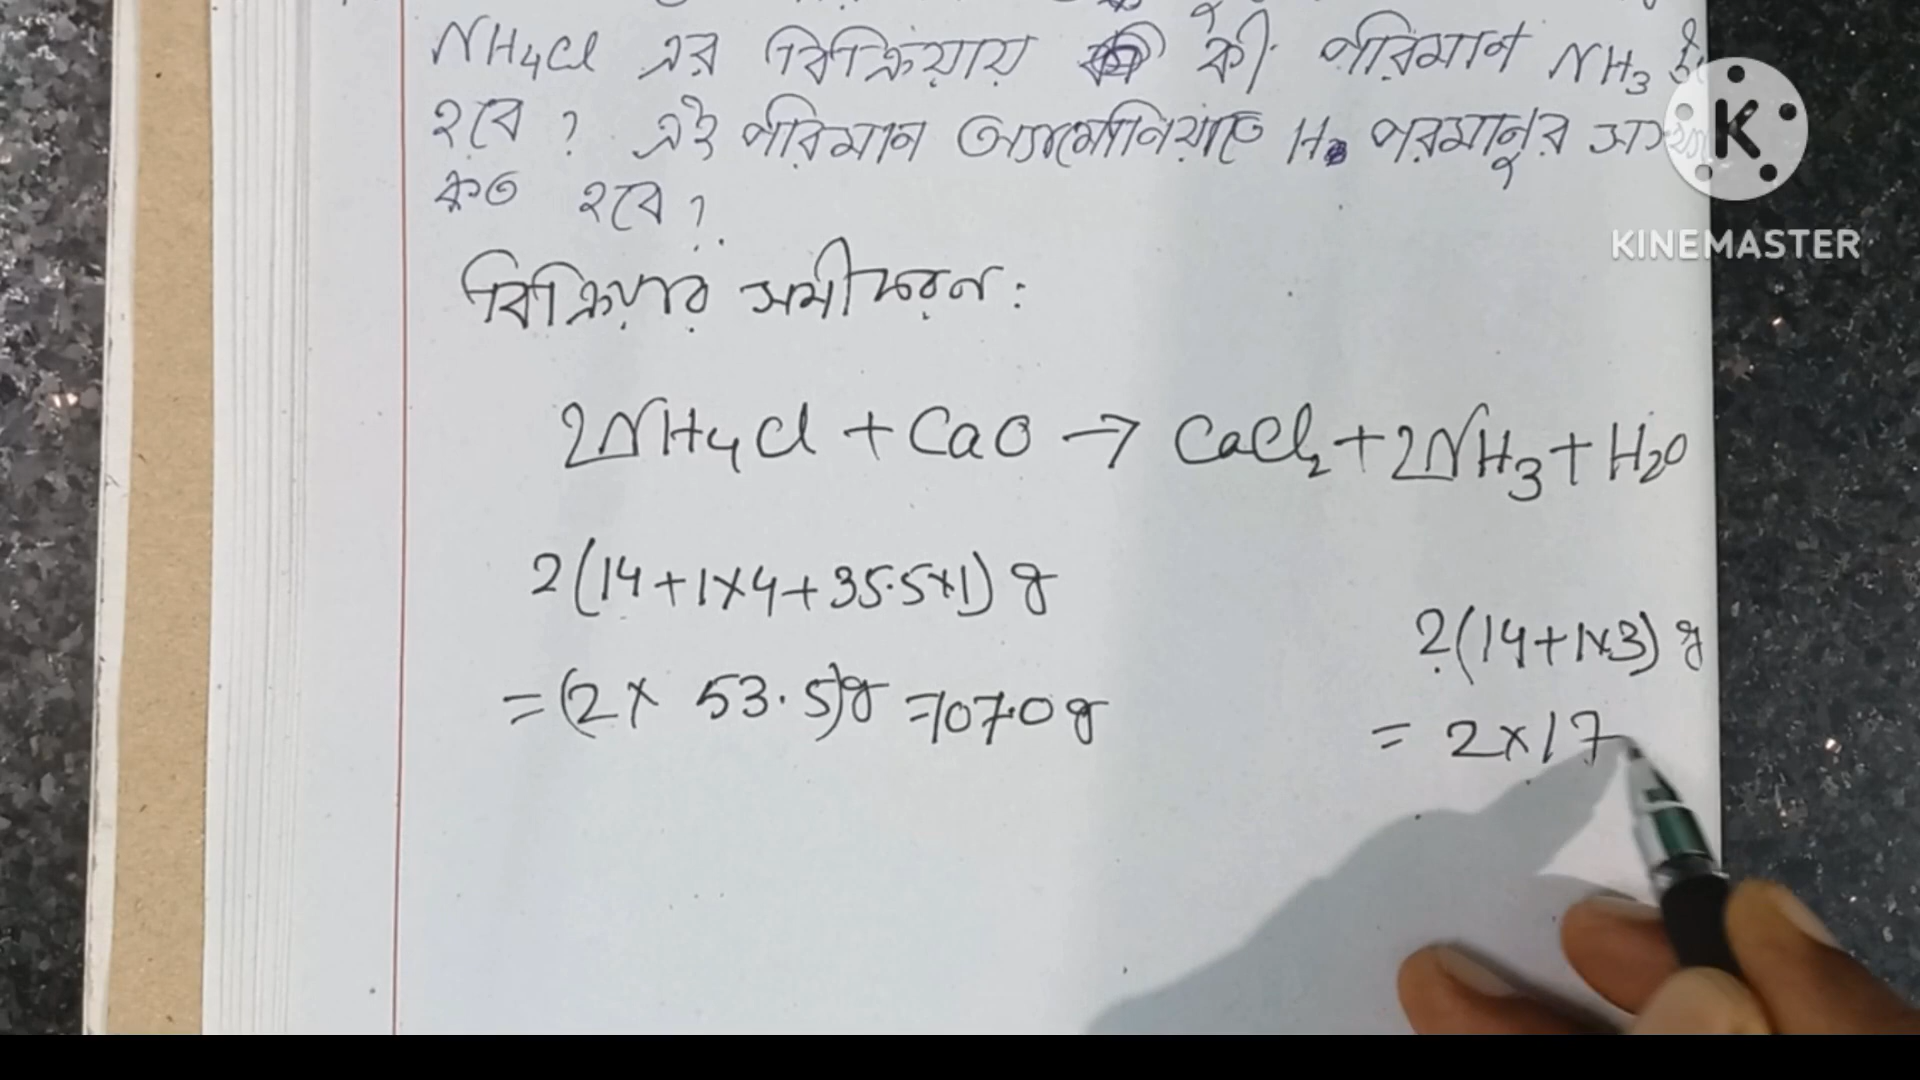 NH4Cl এর বিক্রিয়ায় কী পরিমাণ NH3
হবে ? এই পরিমান অ্যামোনিয়াতে H পরমানুর
কত হবে ?
K
KINEMASTER
বিক্রিয়ার সমীকরণ :
2NH4Cl + CaO → CaCl2 + 2NH3 + H2O
2(14+1×4+35.5×1) g
2(14+1×3) g
= (2× 53.5)g = 107.0 g
= 2×17